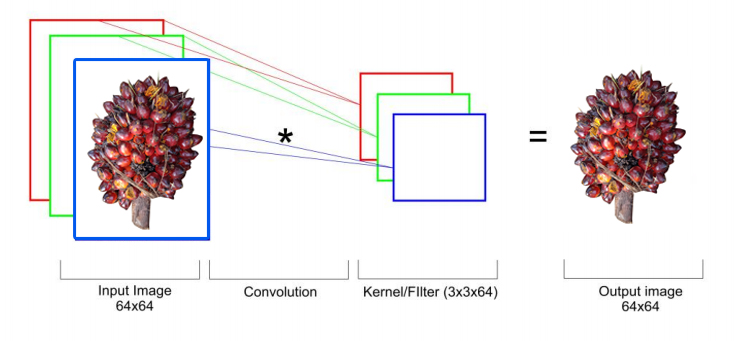 *
=
Input Image
64x64
Convolution
Kernel/FIlter (3x3x64)
Output image
64x64